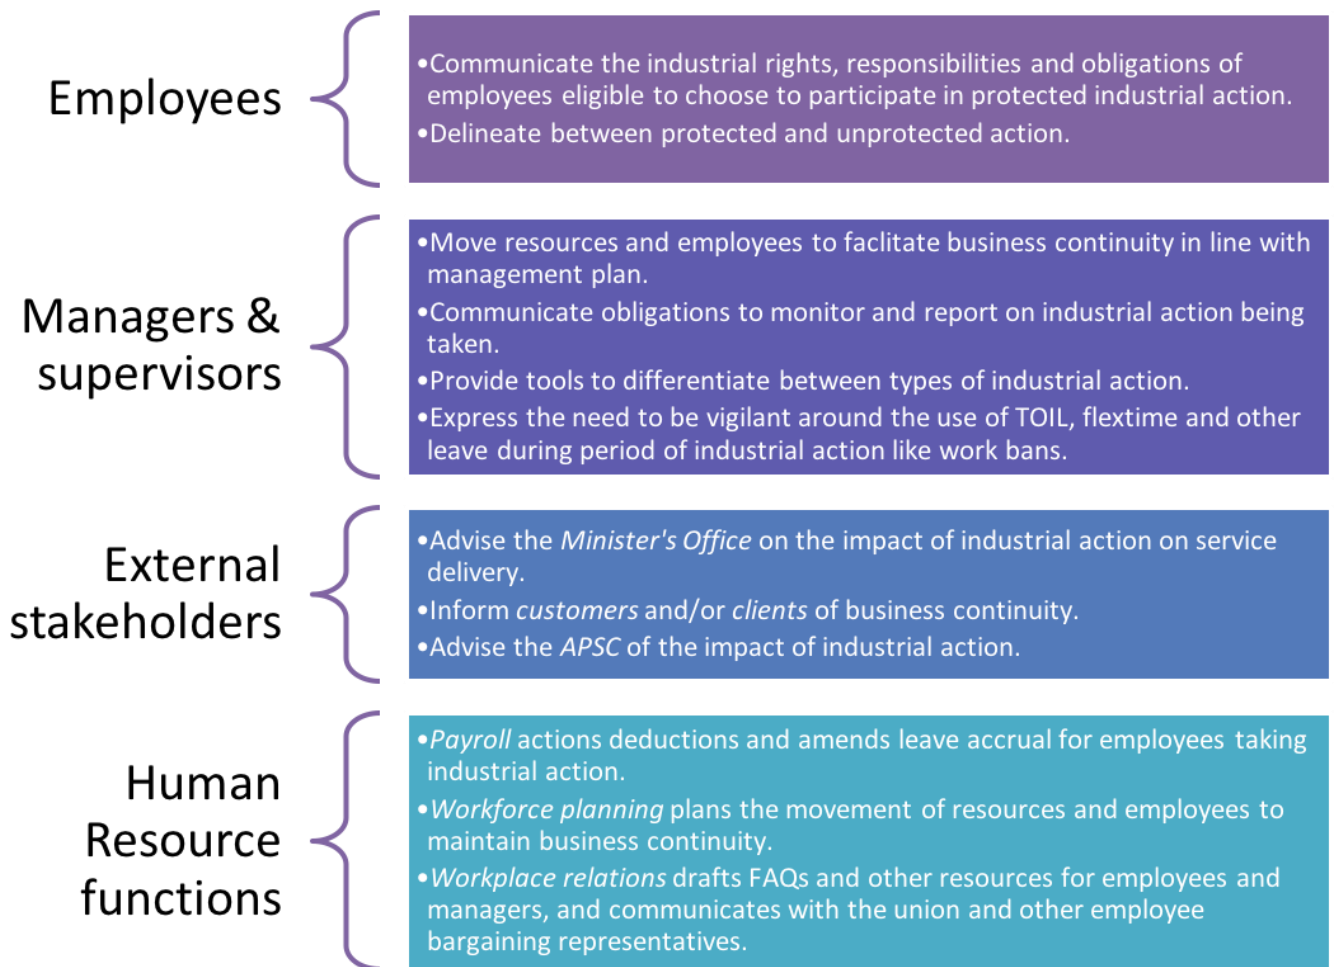 Employees
•Communicate the industrial rights, responsibilities and obligations of
employees eligible to choose to participate in protected industrial action.
•Delineate between protected and unprotected action.
Managers &
supervisors
•Move resources and employees to faclitate business continuity in line with
management plan.
•Communicate obligations to monitor and report on industrial action being
taken.
•Provide tools to differentiate between types of industrial action.
•Express the need to be vigilant around the use of TOIL, flextime and other
leave during period of industrial action like work bans.
External
stakeholders
•Advise the Minister's Office on the impact of industrial action on service
delivery.
•Inform customers and/or clients of business continuity.
•Advise the APSC of the impact of industrial action.
Human
Resource
functions
•Payroll actions deductions and amends leave accrual for employees taking
industrial action.
•Workforce planning plans the movement of resources and employees to
maintain business continuity.
•Workplace relations drafts FAQs and other resources for employees and
managers, and communicates with the union and other employee
bargaining representatives.